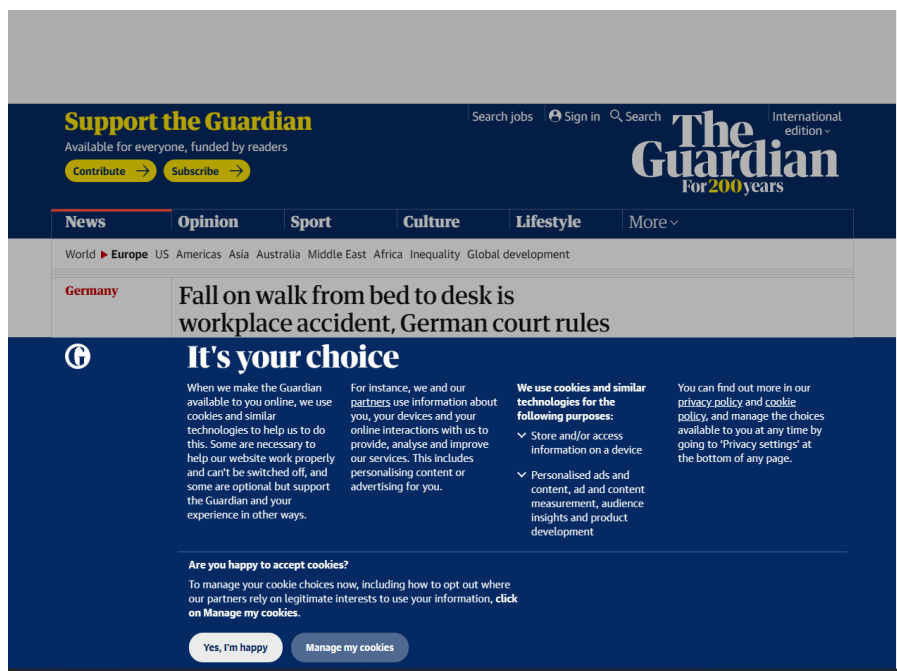 Support the Guardian
Available for everyone, funded by readers
Contribute →
Subscribe →
Search jobs
Sign in
Search
International
edition
The
Guardian
For 200 years
News
Opinion
Sport
Culture
Lifestyle
More
World
Europe
US
Americas
Asia
Australia
Middle East
Africa
Inequality
Global development
Germany
Fall on walk from bed to desk is
workplace accident, German court rules
It's your choice
When we make the Guardian
available to you online, we use
cookies and similar
technologies to help us to do
this. Some are necessary to
help our website work properly
and can't be switched off, and
some are optional but support
the Guardian and your
experience in other ways.
For instance, we and our
partners use information about
you, your devices and your
online interactions with us to
provide, analyse and improve
our services. This includes
personalising content or
advertising for you.
We use cookies and similar
technologies for the
following purposes:
Store and/or access
information on a device
Personalised ads and
content, ad and content
measurement, audience
insights and product
development
You can find out more in our
privacy policy and cookie
policy, and manage the choices
available to you at any time by
going to 'Privacy settings' at
the bottom of any page.
Are you happy to accept cookies?
To manage your cookie choices now, including how to opt out where
our partners rely on legitimate interests to use your information, click
on Manage my cookies.
Yes, I'm happy
Manage my cookies